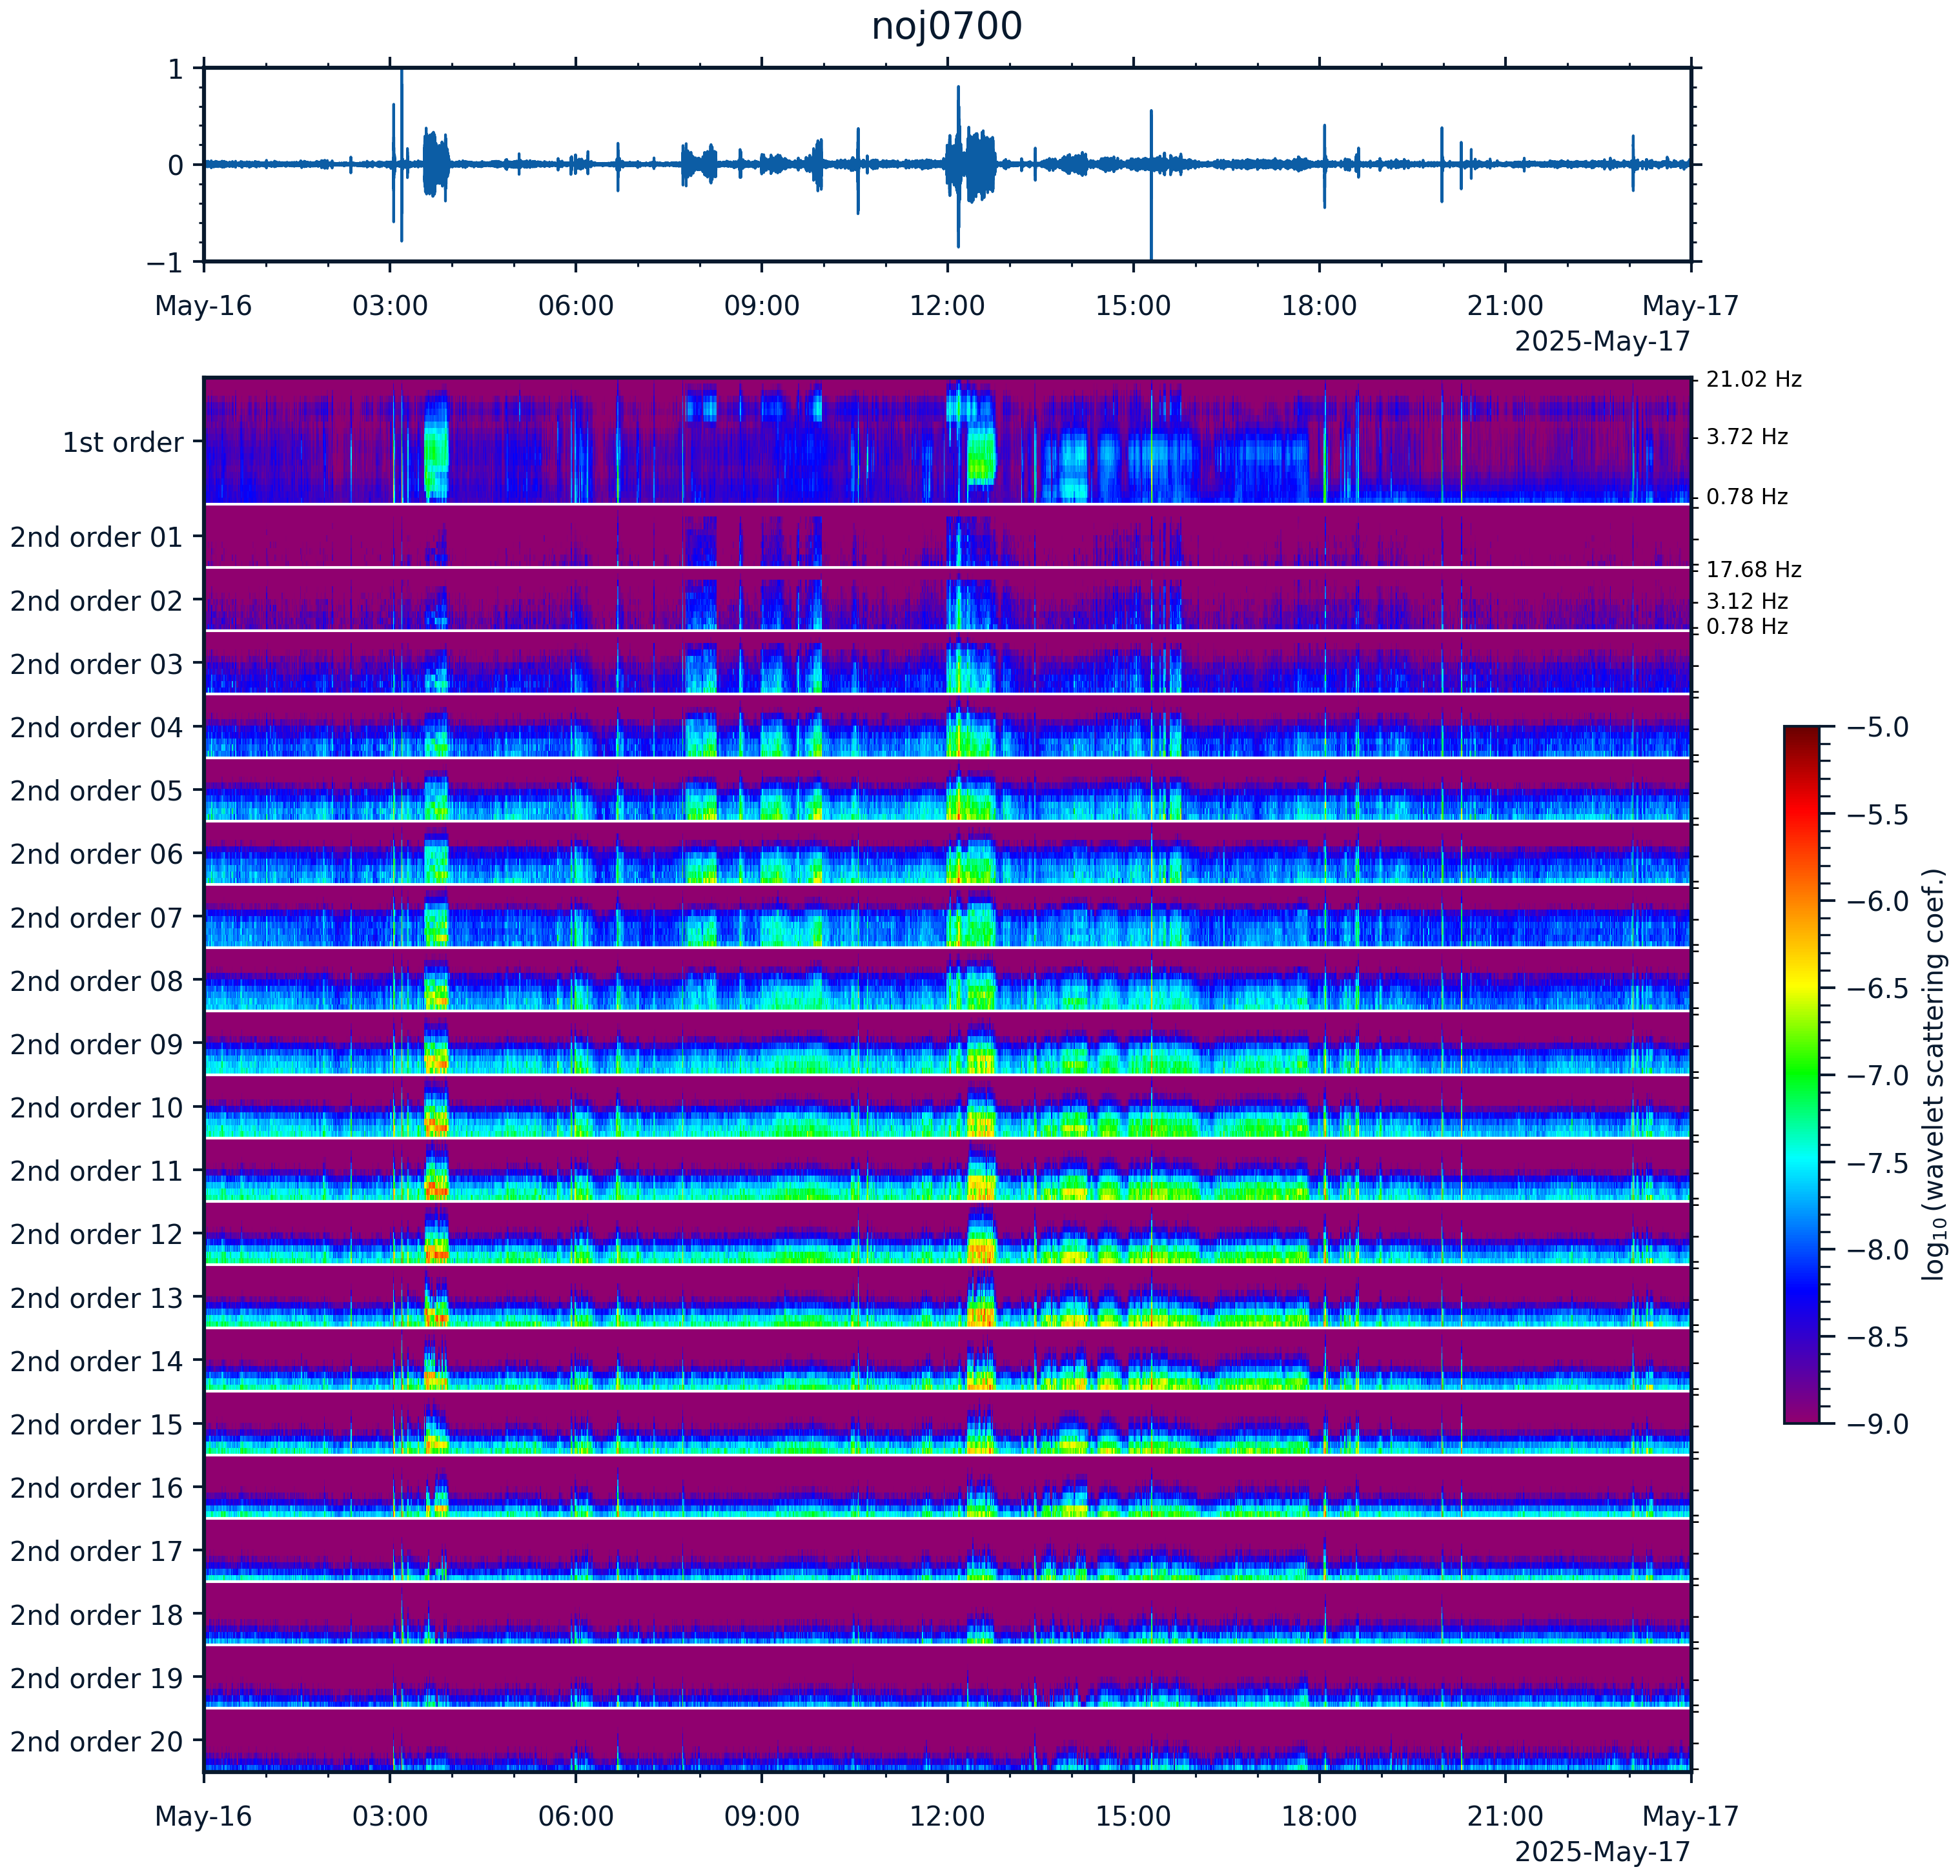 noj0700
1
0
−1
May-16 03:00 06:00 09:00 12:00 15:00 18:00 21:00 May-17
2025-May-17
21.02 Hz
1st order
3.72 Hz
0.78 Hz
2nd order 01
17.68 Hz
2nd order 02
3.12 Hz
0.78 Hz
2nd order 03
2nd order 04
2nd order 05
2nd order 06
2nd order 07
2nd order 08
2nd order 09
2nd order 10
2nd order 11
2nd order 12
2nd order 13
2nd order 14
2nd order 15
2nd order 16
2nd order 17
2nd order 18
2nd order 19
2nd order 20
May-16 03:00 06:00 09:00 12:00 15:00 18:00 21:00 May-17
2025-May-17
−5.0
−5.5
−6.0
−6.5
−7.0
−7.5
−8.0
−8.5
−9.0
log10 (wavelet scattering coef.)